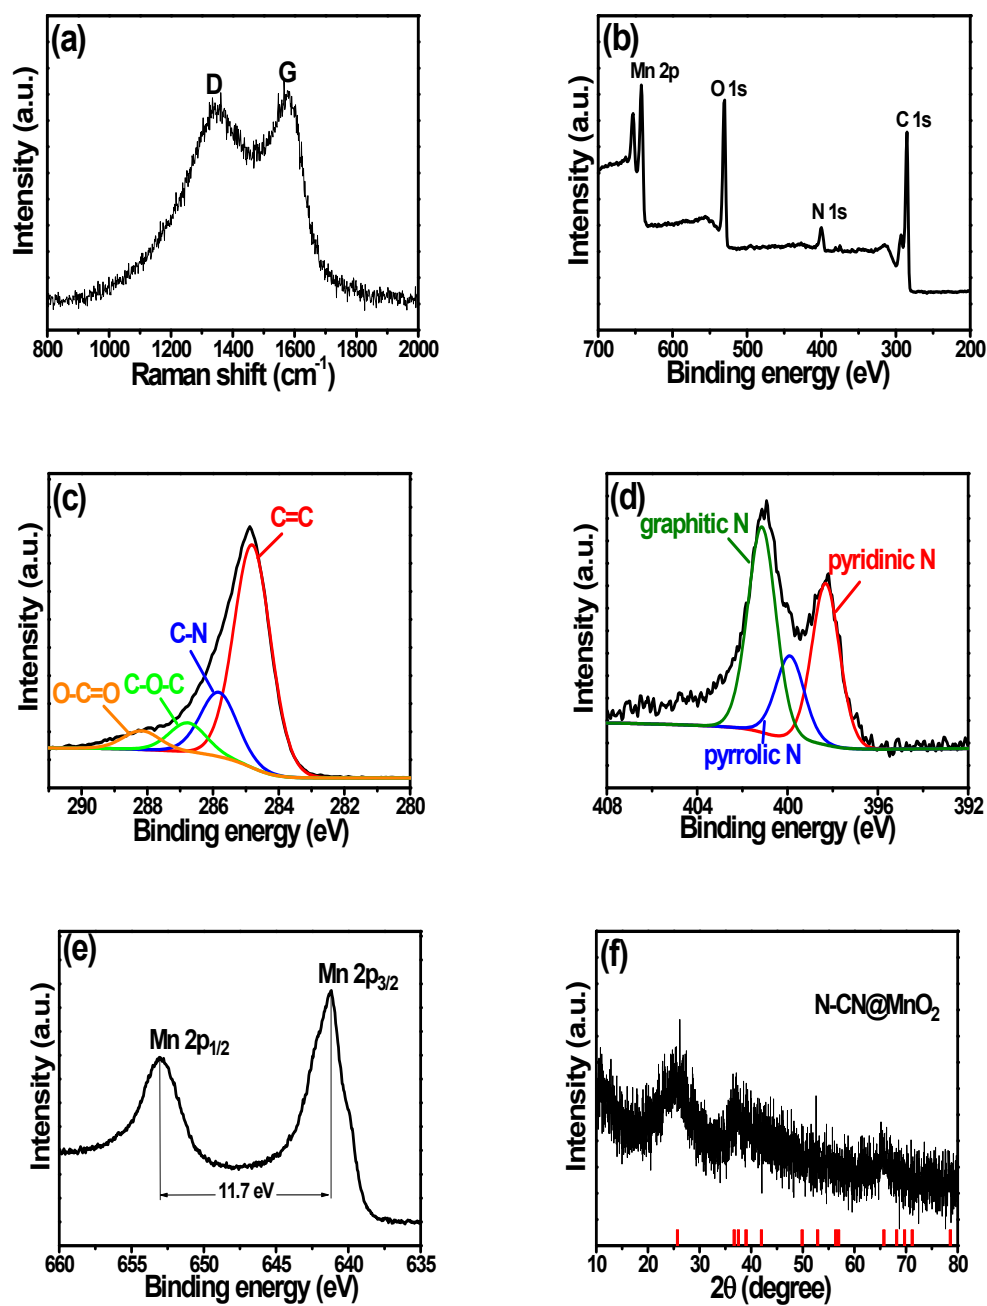 (a)
D
G
Intensity (a.u.)
800 1000 1200 1400 1600 1800 2000
Raman shift (cm-1)
(b)
Mn 2p
O 1s
C 1s
N 1s
Intensity (a.u.)
700 600 500 400 300 200
Binding energy (eV)
(c)
C=C
C-N
C-O-C
O-C=O
Intensity (a.u.)
290 288 286 284 282 280
Binding energy (eV)
(d)
graphitic N
pyridinic N
pyrrolic N
Intensity (a.u.)
408 404 400 396 392
Binding energy (eV)
(e)
Mn 2p3/2
Mn 2p1/2
11.7 eV
Intensity (a.u.)
660 655 650 645 640 635
Binding energy (eV)
(f)
N-CN@MnO2
Intensity (a.u.)
10 20 30 40 50 60 70 80
2θ (degree)